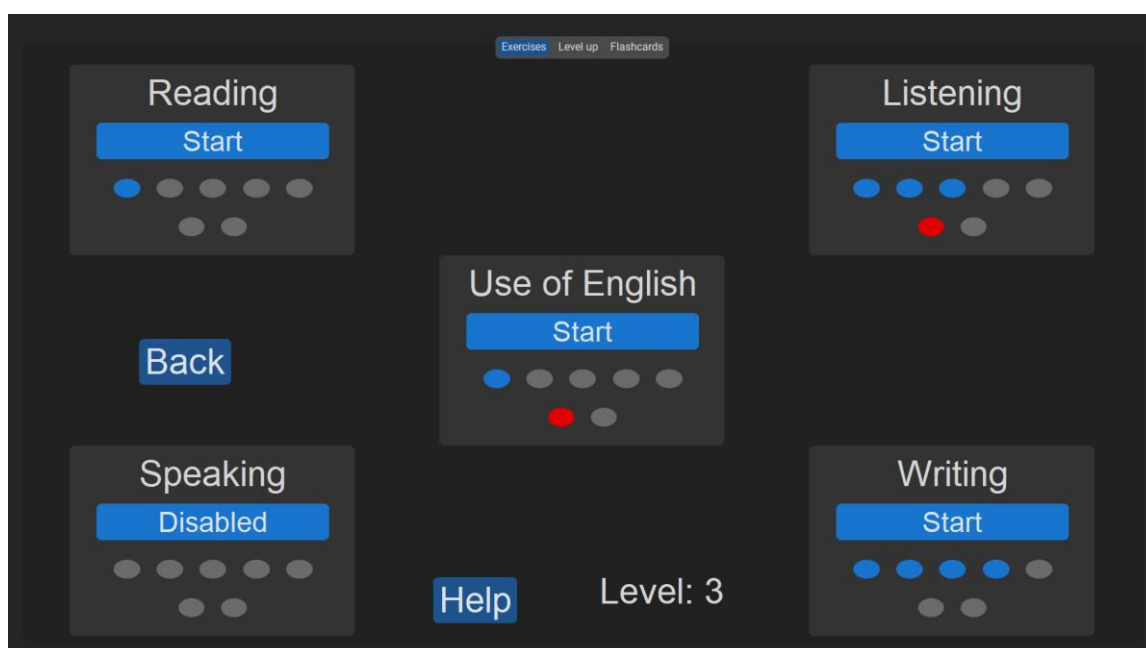 Exercises Level up Flashcards
Reading
Start
Listening
Start
Use of English
Start
Back
Speaking
Disabled
Writing
Start
Help
Level: 3